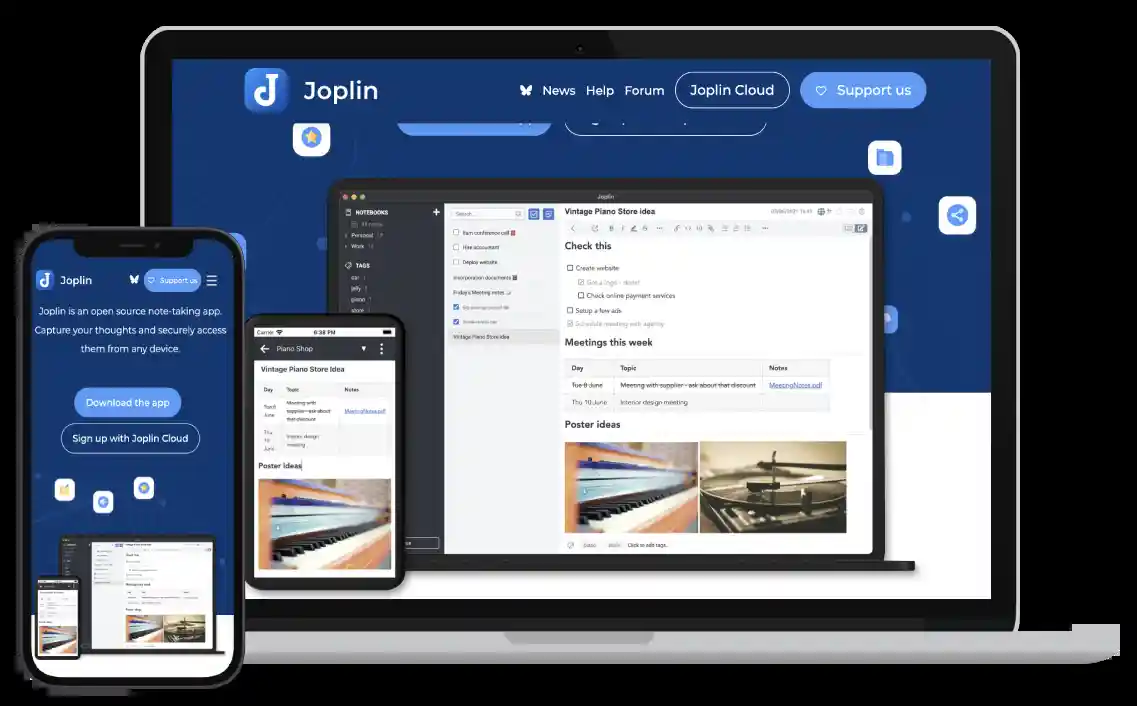 Joplin
News Help Forum Joplin Cloud Support us
Joplin
NOTEBOOKS
All notes
Personal
Work
TAGS
car
jelly
piano
store
Search...
Hire accountant
Deploy website
Incorporation documents
Friday's Meeting notes
Vintage Piano Store idea
Vintage Piano Store idea
Check this
Create website
Check online payment services
Setup a few ads
Schedule meeting with agency
Meetings this week
Day Topic Notes
Tue 8 June Meeting with supplier - ask about that discount MeetingNotes.pdf
Thu 10 June Interior design meeting
Poster ideas
Click to add tags...
Joplin Support us
Joplin is an open source note-taking app.
Capture your thoughts and securely access
them from any device.
Download the app
Sign up with Joplin Cloud
Carrier 6:38 PM
Piano Shop
Vintage Piano Store Idea
Day Topic Notes
Tue 8
June
Meeting with
supplier - ask about
that discount
MeetingNotes.pdf
Thu
10
June
Interior design
meeting
Poster ideas